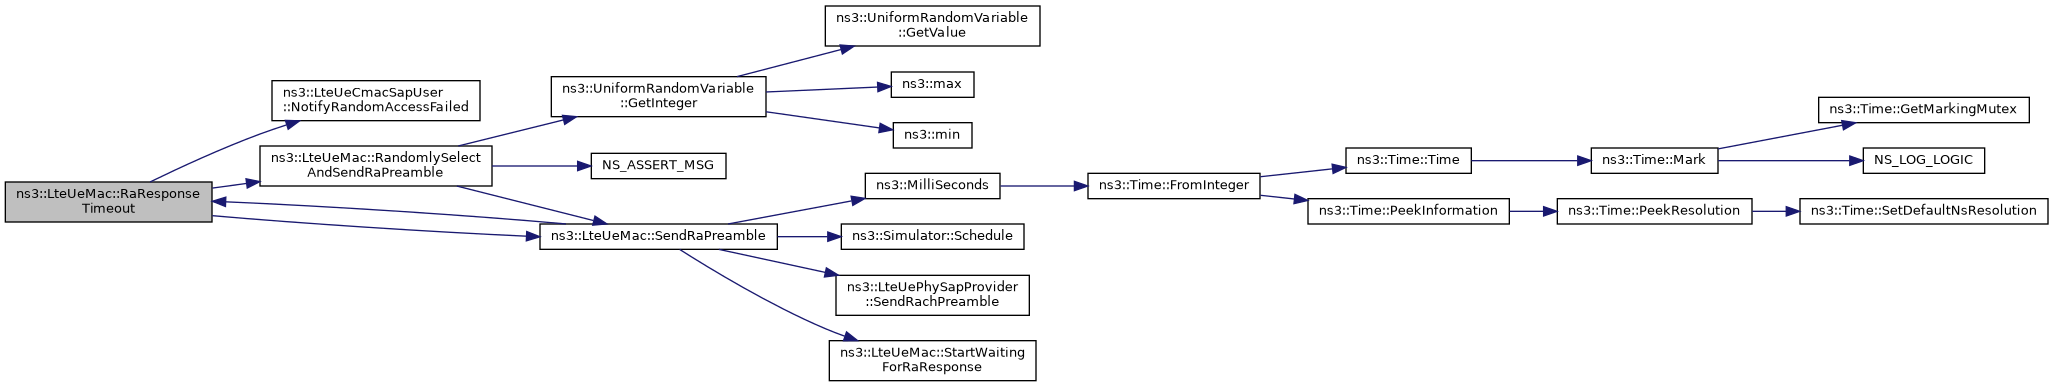 ns3::LteUeMac::RaResponse
Timeout
ns3::LteUeCmacSapUser
::NotifyRandomAccessFailed
ns3::LteUeMac::RandomlySelect
AndSendRaPreamble
ns3::LteUeMac::SendRaPreamble
ns3::UniformRandomVariable
::GetInteger
NS_ASSERT_MSG
ns3::UniformRandomVariable
::GetValue
ns3::max
ns3::min
ns3::MilliSeconds
ns3::Simulator::Schedule
ns3::LteUePhySapProvider
::SendRachPreamble
ns3::LteUeMac::StartWaiting
ForRaResponse
ns3::Time::FromInteger
ns3::Time::Time
ns3::Time::PeekInformation
ns3::Time::Mark
ns3::Time::PeekResolution
ns3::Time::GetMarkingMutex
NS_LOG_LOGIC
ns3::Time::SetDefaultNsResolution